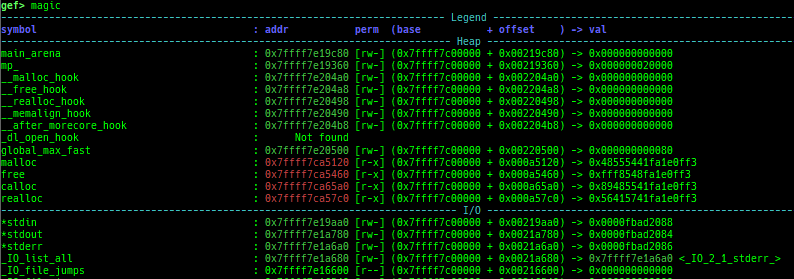 gef> magic
Legend
symbol : addr perm (base + offset ) -> val
Heap
main_arena : 0x7ffff7e19c80 [rw-] (0x7ffff7c00000 + 0x00219c80) -> 0x000000000000
mp_ : 0x7ffff7e19360 [rw-] (0x7ffff7c00000 + 0x00219360) -> 0x000000020000
__malloc_hook : 0x7ffff7e204a0 [rw-] (0x7ffff7c00000 + 0x002204a0) -> 0x000000000000
__free_hook : 0x7ffff7e204a8 [rw-] (0x7ffff7c00000 + 0x002204a8) -> 0x000000000000
__realloc_hook : 0x7ffff7e20498 [rw-] (0x7ffff7c00000 + 0x00220498) -> 0x000000000000
__memalign_hook : 0x7ffff7e20490 [rw-] (0x7ffff7c00000 + 0x00220490) -> 0x000000000000
__after_morecore_hook : 0x7ffff7e204b8 [rw-] (0x7ffff7c00000 + 0x002204b8) -> 0x000000000000
_dl_open_hook : Not found
global_max_fast : 0x7ffff7e20500 [rw-] (0x7ffff7c00000 + 0x00220500) -> 0x000000000080
malloc : 0x7ffff7ca5120 [r-x] (0x7ffff7c00000 + 0x000a5120) -> 0x48555441fa1e0ff3
free : 0x7ffff7ca5460 [r-x] (0x7ffff7c00000 + 0x000a5460) -> 0xfff8548fa1e0ff3
calloc : 0x7ffff7ca65a0 [r-x] (0x7ffff7c00000 + 0x000a65a0) -> 0x89485541fa1e0ff3
realloc : 0x7ffff7ca57c0 [r-x] (0x7ffff7c00000 + 0x000a57c0) -> 0x56415741fa1e0ff3
I/O
*stdin : 0x7ffff7e19aa0 [rw-] (0x7ffff7c00000 + 0x00219aa0) -> 0x0000fbad2088
*stdout : 0x7ffff7e1a780 [rw-] (0x7ffff7c00000 + 0x0021a780) -> 0x0000fbad2084
*stderr : 0x7ffff7e1a6a0 [rw-] (0x7ffff7c00000 + 0x0021a6a0) -> 0x0000fbad2086
_IO_list_all : 0x7ffff7e1a680 [rw-] (0x7ffff7c00000 + 0x0021a680) -> 0x7ffff7e1a6a0 <_IO_2_1_stderr_>
_IO_file_jumps : 0x7ffff7e16600 [r--] (0x7ffff7c00000 + 0x00216600) -> 0x000000000000